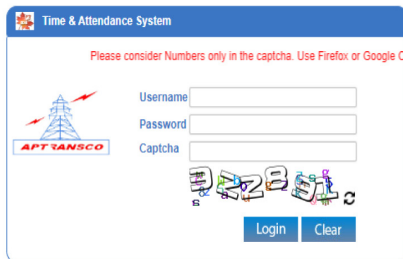 Time & Attendance System
Please consider Numbers only in the captcha. Use Firefox or Google C
Username
Password
Captcha
APTRANSCO
Login Clear